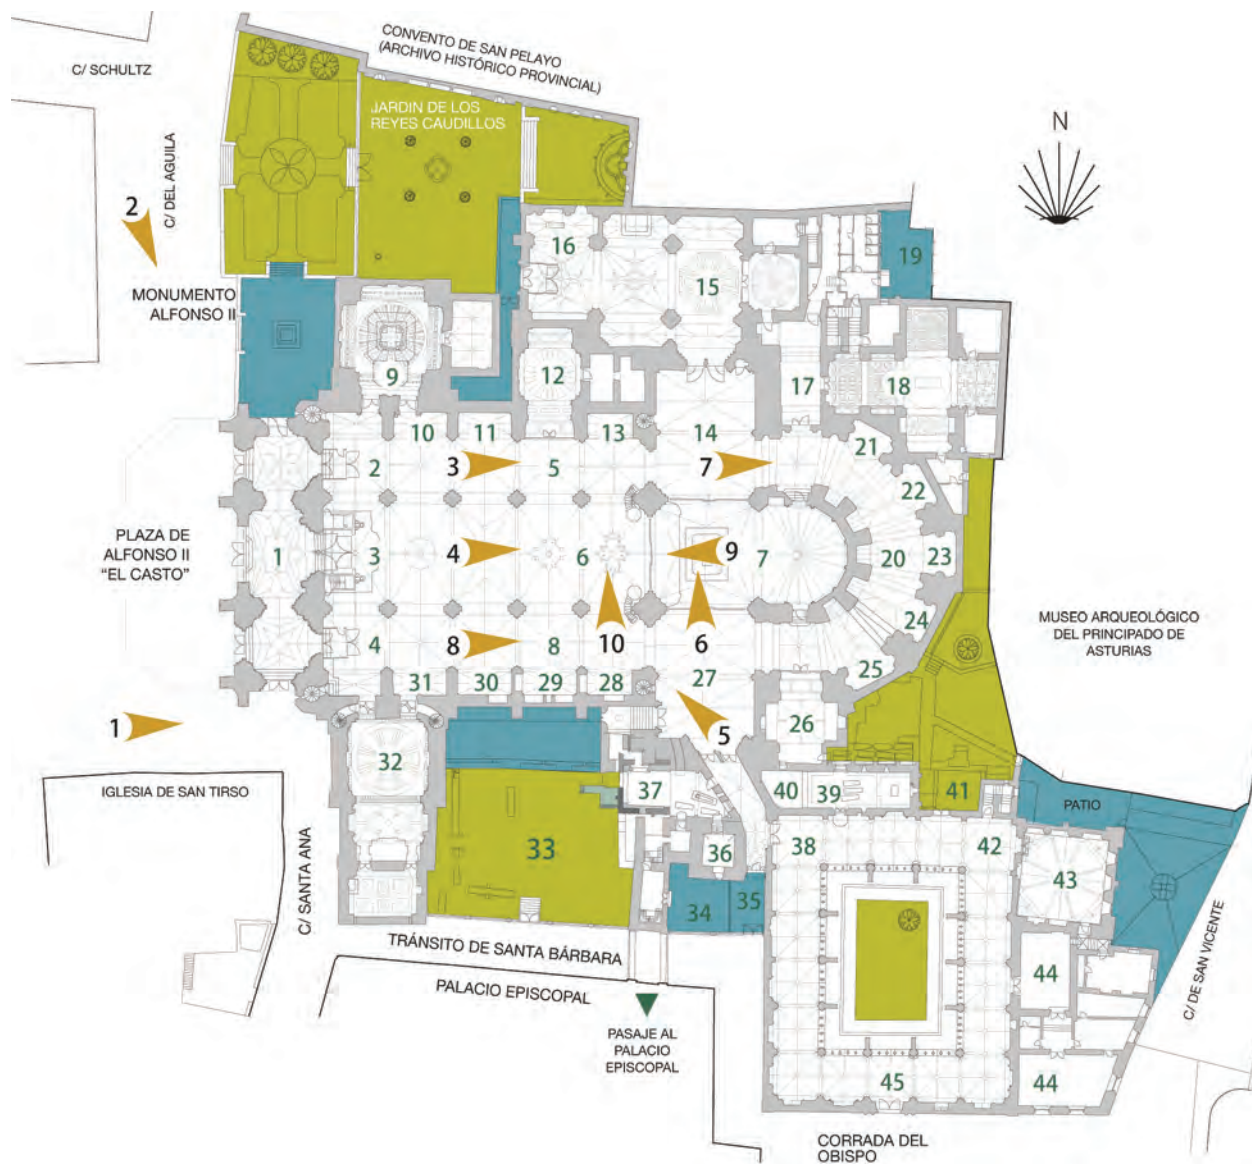 CONVENTO DE SAN PELAYO
(ARCHIVO HISTÓRICO PROVINCIAL)
C/ SCHULTZ
JARDIN DE LOS
REYES CAUDILLOS
N
C/ DEL AGUILA
2
16
19
15
MONUMENTO
ALFONSO II
9
12
17
18
10
11
13
14
21
2
3
5
7
22
PLAZA DE
ALFONSO II
"EL CASTO"
1
3
4
6
9
7
20
23
24
MUSEO ARQUEOLÓGICO
DEL PRINCIPADO DE
ASTURIAS
4
8
8
10
6
25
31
30
29
28
27
26
1
5
32
IGLESIA DE SAN TIRSO
37
40
39
41
PATIO
33
36
38
42
43
34
35
C/ SANTA ANA
TRÁNSITO DE SANTA BÁRBARA
PALACIO EPISCOPAL
44
C/ DE SAN VICENTE
PASAJE AL
PALACIO
EPISCOPAL
45
44
CORRADA DEL
OBISPO